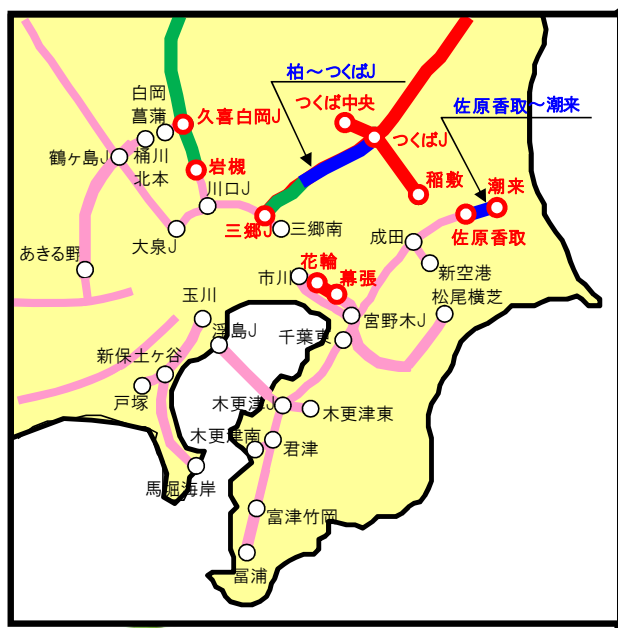 柏～つくばJ
佐原香取～潮来
白岡
菖蒲
久喜白岡J
つくば中央
つくばJ
鶴ヶ島J
桶川
北本
岩槻
川口J
稲敷
潮来
三郷J
三郷南
大泉J
成田
佐原香取
あきる野
花輪
市川
幕張
新空港
松尾横芝
玉川
浮島J
宮野木J
千葉東
新保土ヶ谷
戸塚
木更津J
木更津東
木更津南
君津
馬堀海岸
富津竹岡
冨浦